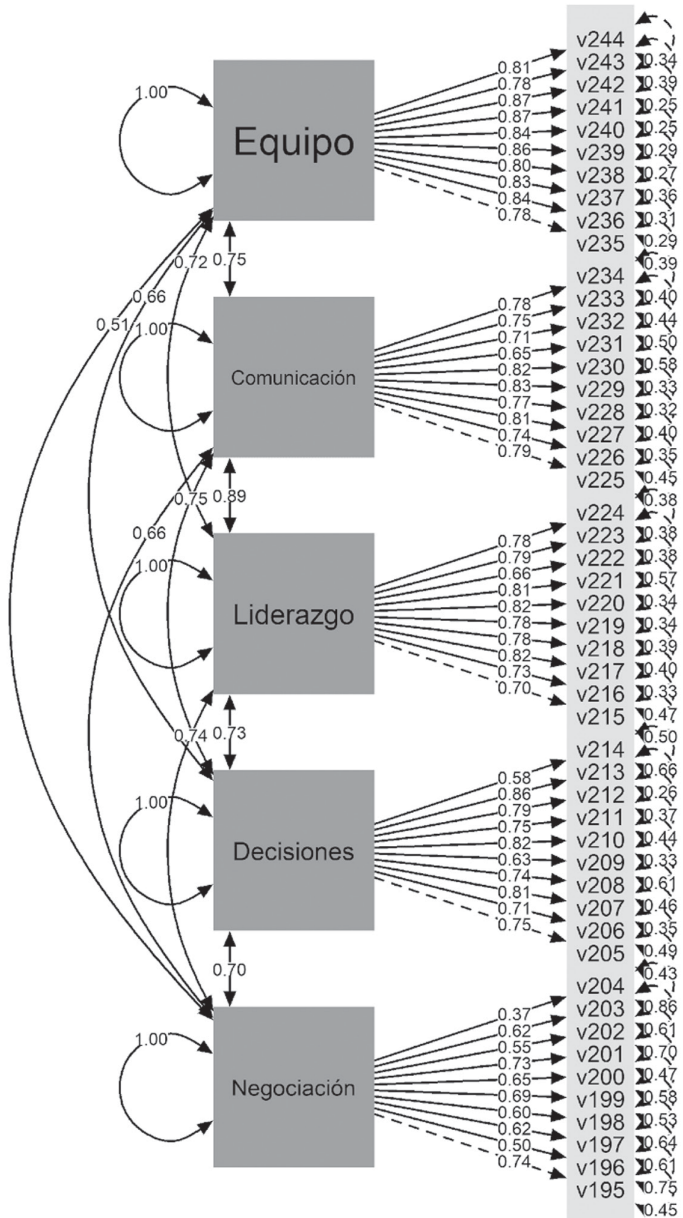 v244
v243 0.34
0.81
0.78 v242 0.39
1.00
0.87 v241 0.25
0.87 v240 0.25
Equipo
0.84 v239 0.29
0.86
0.80 v238 0.27
0.83 v237 0.36
0.84 v236 0.31
0.78
v235 0.29
0.72 0.75
0.39
v234
0.66
v233 0.40
0.78
0.51 1.00
0.75 v232 0.44
0.71 v231 0.50
0.65
0.82 v230 0.58
Comunicación
0.83 v229 0.33
0.77 v228 0.32
0.81 v227 0.40
0.74
0.79 v226 0.35
v225 0.45
0.75 0.89
0.38
v224
0.66
v223 0.38
0.78
0.79 v222 0.38
1.00
0.66 v221 0.57
0.81
0.82 v220 0.34
Liderazgo
0.78 v219 0.34
0.78 v218 0.39
0.82 v217 0.40
0.73
0.70 v216 0.33
v215 0.47
0.74 0.73
0.50
v214
v213 0.66
0.58
0.86 v212 0.26
1.00
0.79 v211 0.37
0.75
0.82 v210 0.44
Decisiones
0.63 v209 0.33
0.74 v208 0.61
0.81 v207 0.46
0.71
0.75 v206 0.35
v205 0.49
0.70
0.43
v204
v203 0.86
0.37
0.62 v202 0.61
1.00
0.55 v201 0.70
0.73
0.65 v200 0.47
Negociación
0.69 v199 0.58
0.60 v198 0.53
0.62 v197 0.64
0.50
0.74 v196 0.61
v195 0.75
0.45